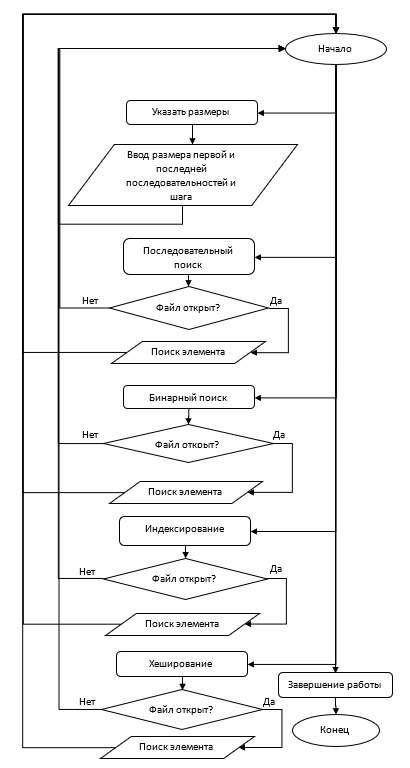 Начало
Указать размеры
Ввод размера первой и
последней
последовательностей и
шага
Последовательный
поиск
Нет
Файл открыт?
Да
Поиск элемента
Бинарный поиск
Нет
Файл открыт?
Да
Поиск элемента
Индексирование
Нет
Файл открыт?
Да
Поиск элемента
Хеширование
Завершение работы
Нет
Файл открыт?
Да
Конец
Поиск элемента